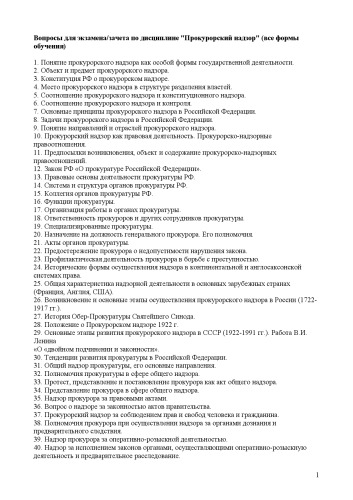 Вопросы для экзамена/зачета по дисциплине "Прокурорский надзор" (все формы
обучения)
1. Понятие прокурорского надзора как особой формы государственной деятельности.
2. Объект и предмет прокурорского надзора.
3. Конституция РФ о прокурорском надзоре.
4. Место прокурорского надзора в структуре разделения властей.
5. Соотношение прокурорского надзора и конституционного надзора.
6. Соотношение прокурорского надзора и контроля.
7. Основные принципы прокурорского надзора в Российской Федерации.
8. Задачи прокурорского надзора в Российской Федерации.
9. Понятие направлений и отраслей прокурорского надзора.
10. Прокурорский надзор как правовая деятельность. Прокурорско-надзорные
правоотношения.
11. Предпосылки возникновения, объект и содержание прокурорско-надзорных
правоотношений.
12. Закон РФ «О прокуратуре Российской Федерации».
13. Правовые основы деятельности прокуратуры.
14. Система и структура органов прокуратуры РФ.
15. Коллегия органов прокуратуры РФ.
16. Функции прокуратуры.
17. Организация работы в органах прокуратуры.
18. Ответственность прокуроров и других сотрудников прокуратуры.
19. Специализированные прокуратуры.
20. Назначение на должность генерального прокурора. Его полномочия.
21. Акты органов прокуратуры.
22. Предостережение прокурора о недопустимости нарушения закона.
23. Профилактическая деятельность прокурора в борьбе с преступностью.
24. Исторические формы осуществления надзора в континентальной и англосаксонской
системах права.
25. Общая характеристика надзорной деятельности в основных зарубежных странах
(Франция, Англия, США).
26. Возникновение и основные этапы осуществления прокурорского надзора в России (1722-
1917 гг.).
27. История Обер-Прокуратуры Святейшего Синода.
28. Положение о Прокурорском надзоре 1922 г.
29. Основные этапы развития прокурорского надзора в СССР (1922-1991 гг.). Работа В.И.
Ленина
«О «двойном подчинении и законности».
30. Тенденции развития прокуратуры в Российской Федерации.
31. Общий надзор прокуратуры, его основные направления.
32. Полномочия прокуратуры в сфере общего надзора.
33. Протест, представление и постановление прокурора как акт общего надзора.
34. Представление прокурора в сфере общего надзора.
35. Надзор прокурора за правовыми актами.
36. Вопрос о надзоре за законностью актов правительства.
37. Прокурорский надзор за соблюдением прав и свобод человека и гражданина.
38. Полномочия прокурора при осуществлении надзора за органами дознания и
предварительного следствия.
39. Надзор прокурора за оперативно-розыскной деятельностью.
40. Надзор за исполнением законов органами, осуществляющими оперативно-розыскную
деятельность и предварительное расследование.
1